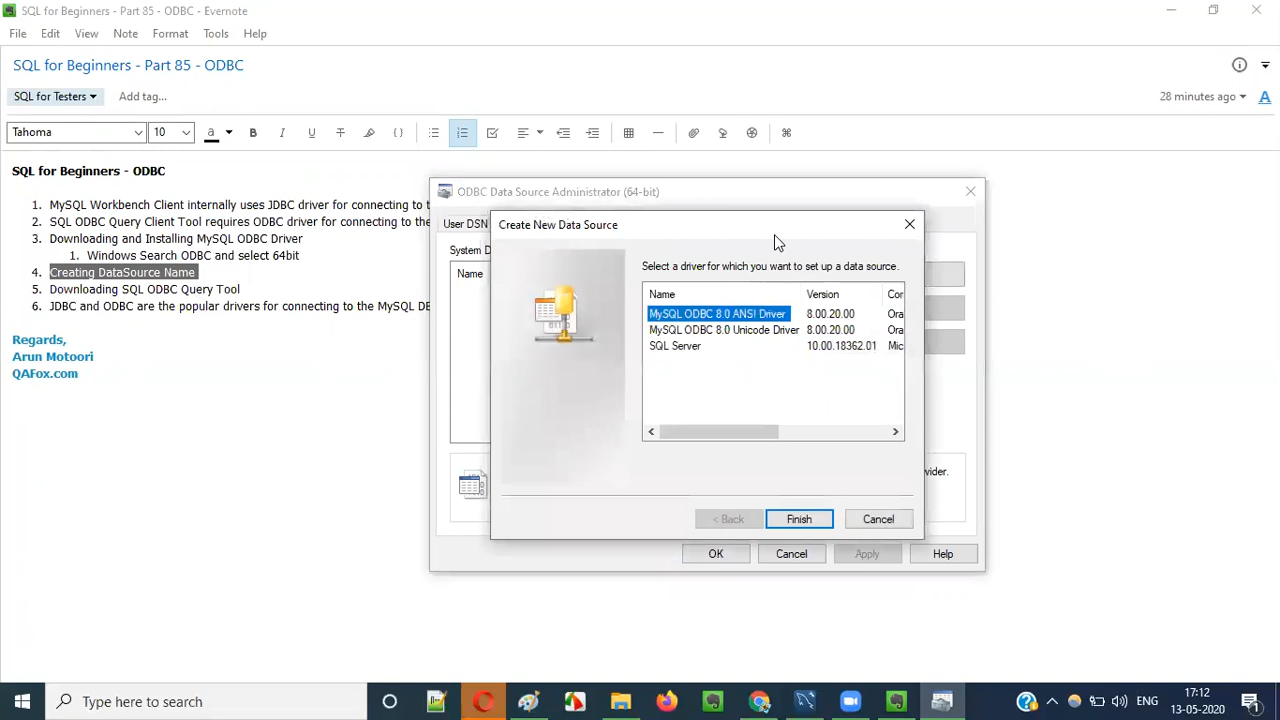 SQL for Beginners - Part 85 - ODBC - Evernote
File Edit View Note Format Tools Help
SQL for Beginners - Part 85 - ODBC
SQL for Testers Add tag... 28 minutes ago
Tahoma 10
SQL for Beginners - ODBC
1. MySQL Workbench Client internally uses JDBC driver for connecting to t
2. SQL ODBC Query Client Tool requires ODBC driver for connecting to the
3. Downloading and Installing MySQL ODBC Driver
1. Windows Search ODBC and select 64bit
4. Creating DataSource Name
5. Downloading SQL ODBC Query Tool
6. JDBC and ODBC are the popular drivers for connecting to the MySQL DE
Regards,
Arun Motoori
QAFox.com
ODBC Data Source Administrator (64-bit)
User DSN
System D
Name
Create New Data Source
Select a driver for which you want to set up a data source.
Name Version Cor
MySQL ODBC 8.0 ANSI Driver 8.00.20.00 Ora
MySQL ODBC 8.0 Unicode Driver 8.00.20.00 Ora
SQL Server 10.00.18362.01 Mic
vider.
< Back Finish Cancel
OK Cancel Apply Help
Type here to search
ENG
17:12
13-05-2020
1